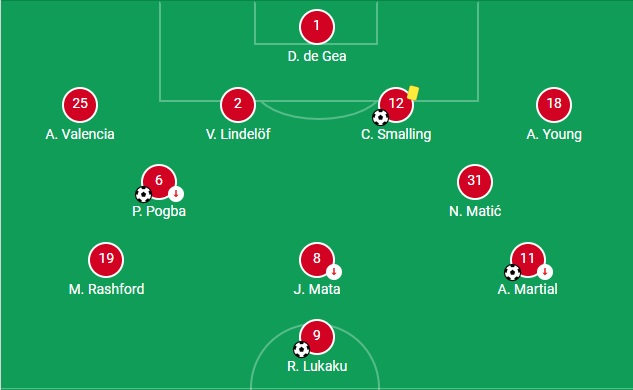 1
D. de Gea
25
2
12
18
A. Valencia
V. Lindelöf
C. Smalling
A. Young
6
31
P. Pogba
N. Matić
19
8
11
M. Rashford
J. Mata
A. Martial
9
R. Lukaku